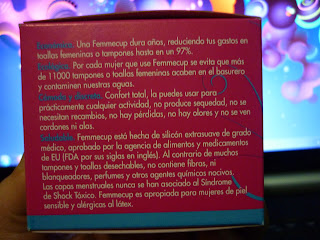 Económica. Una Femmecup dura años, reduciendo tus gastos en
toallas femeninas o tampones hasta en un 97%.
Ecológica. Por cada mujer que use Femmecup se evita que más
de 11000 tampones o toallas femeninas acaben en el basurero
y contaminen nuestras aguas.
Cómoda y discreta. Confort total, la puedes usar para
prácticamente cualquier actividad, no produce sequedad, no se
necesitan recambios, no hay pérdidas, no hay olores y no se ven
cordones ni alas.
Saludable. Femmecup está hecha de silicón extrasuave de grado
médico, aprobado por la agencia de alimentos y medicamentos
de EU (FDA por sus siglas en inglés). Al contrario de muchos
tampones y toallas desechables, no contiene fibras, ni
blanqueadores, perfumes y otros agentes químicos nocivos.
Las copas menstruales nunca se han asociado al Síndrome
de Shock Tóxico. Femmecup es apropiada para mujeres de piel
sensible y alérgicas al látex.